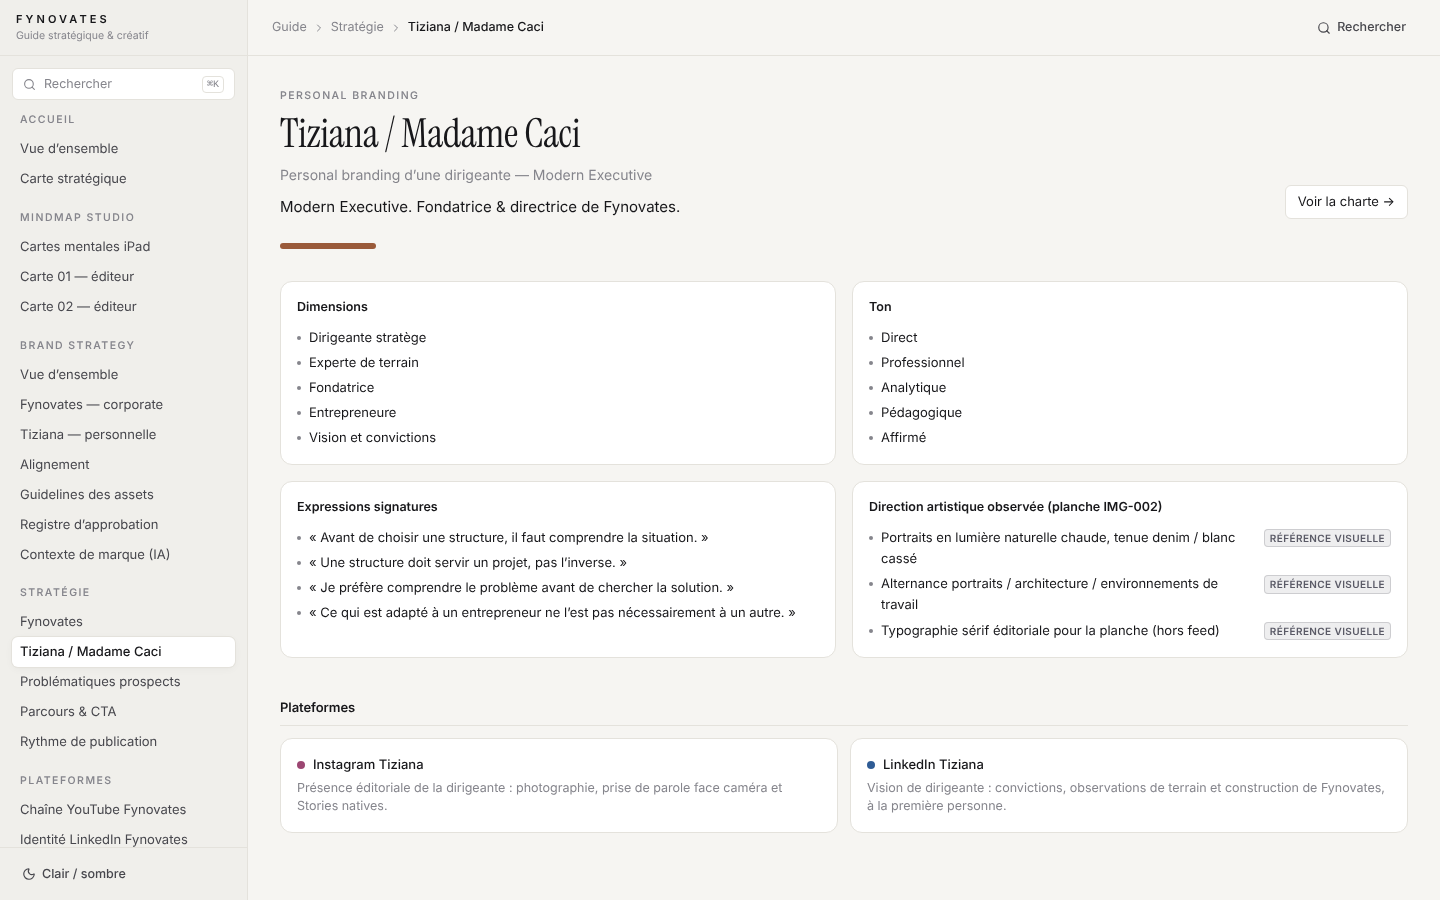 FYNOVATES
Guide stratégique & créatif
Rechercher
⌘K
ACCUEIL
Vue d’ensemble
Carte stratégique
MINDMAP STUDIO
Cartes mentales iPad
Carte 01 — éditeur
Carte 02 — éditeur
BRAND STRATEGY
Vue d’ensemble
Fynovates — corporate
Tiziana — personnelle
Alignement
Guidelines des assets
Registre d’approbation
Contexte de marque (IA)
STRATÉGIE
Fynovates
Tiziana / Madame Caci
Problématiques prospects
Parcours & CTA
Rythme de publication
PLATEFORMES
Chaîne YouTube Fynovates
Identité LinkedIn Fynovates
Clair / sombre
Guide > Stratégie > Tiziana / Madame Caci
Rechercher
PERSONAL BRANDING
Tiziana / Madame Caci
Personal branding d’une dirigeante — Modern Executive
Modern Executive. Fondatrice & directrice de Fynovates.
Voir la charte →
Dimensions
• Dirigeante stratège
• Experte de terrain
• Fondatrice
• Entrepreneure
• Vision et convictions
Ton
• Direct
• Professionnel
• Analytique
• Pédagogique
• Affirmé
Expressions signatures
• « Avant de choisir une structure, il faut comprendre la situation. »
• « Une structure doit servir un projet, pas l’inverse. »
• « Je préfère comprendre le problème avant de chercher la solution. »
• « Ce qui est adapté à un entrepreneur ne l’est pas nécessairement à un autre. »
Direction artistique observée (planche IMG-002)
• Portraits en lumière naturelle chaude, tenue denim / blanc
cassé
RÉFÉRENCE VISUELLE
• Alternance portraits / architecture / environnements de
travail
RÉFÉRENCE VISUELLE
• Typographie sérif éditoriale pour la planche (hors feed)
RÉFÉRENCE VISUELLE
Plateformes
Instagram Tiziana
Présence éditoriale de la dirigeante : photographie, prise de parole face caméra et
Stories natives.
LinkedIn Tiziana
Vision de dirigeante : convictions, observations de terrain et construction de Fynovates,
à la première personne.